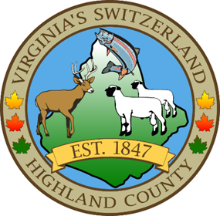 VIRGINIA'S SWITZERLAND
EST. 1847
HIGHLAND COUNTY